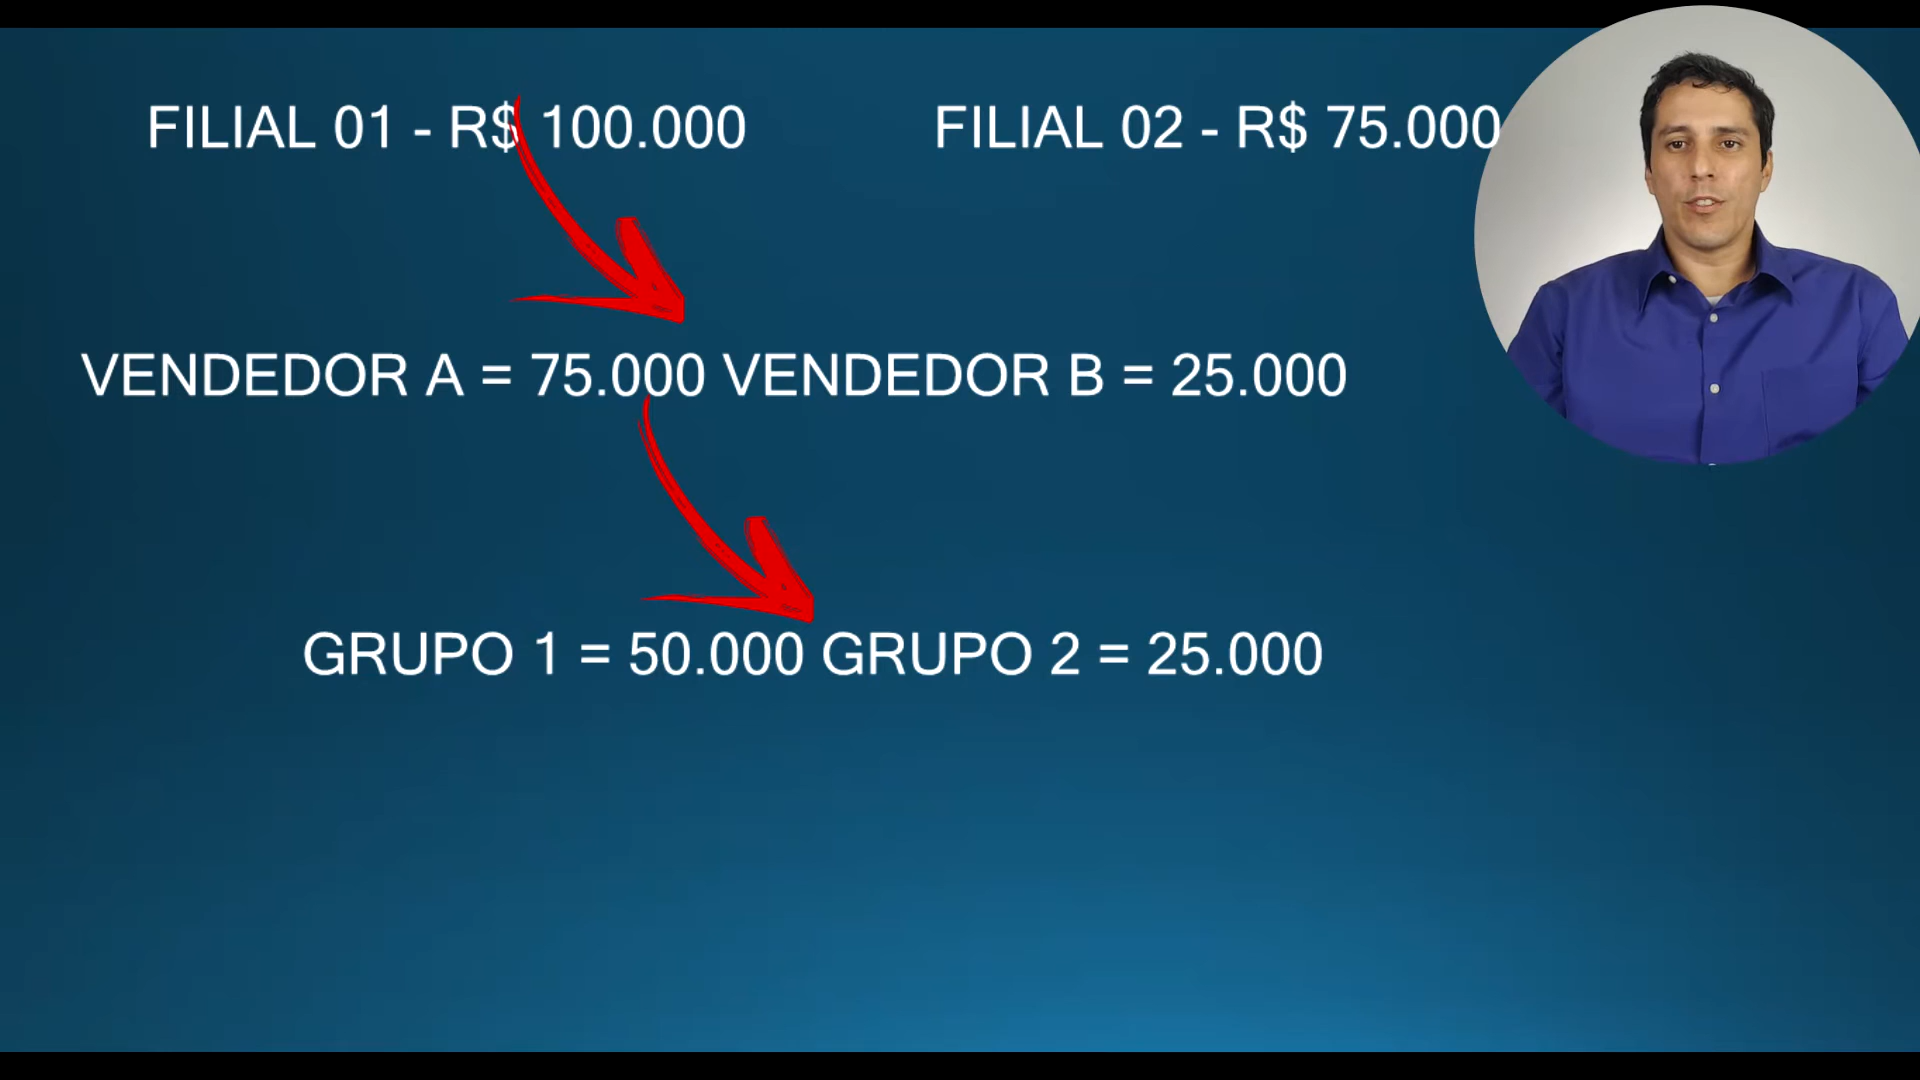 FILIAL 01 - R$ 100.000 FILIAL 02 - R$ 75.000
VENDEDOR A = 75.000 VENDEDOR B = 25.000
GRUPO 1 = 50.000 GRUPO 2 = 25.000